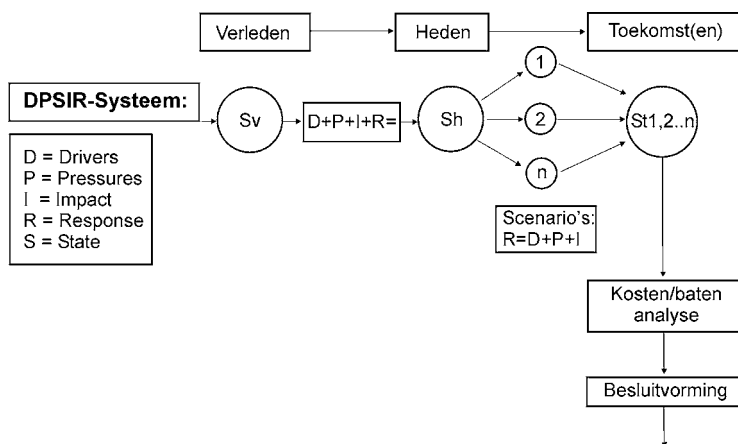 Verleden
Heden
Toekomst(en)
DPSIR-Systeem:
Sv
D+P+I+R=
Sh
1
2
n
St1,2..n
D = Drivers
P = Pressures
I = Impact
R = Response
S = State
Scenario's:
R=D+P+I
Kosten/baten
analyse
Besluitvorming